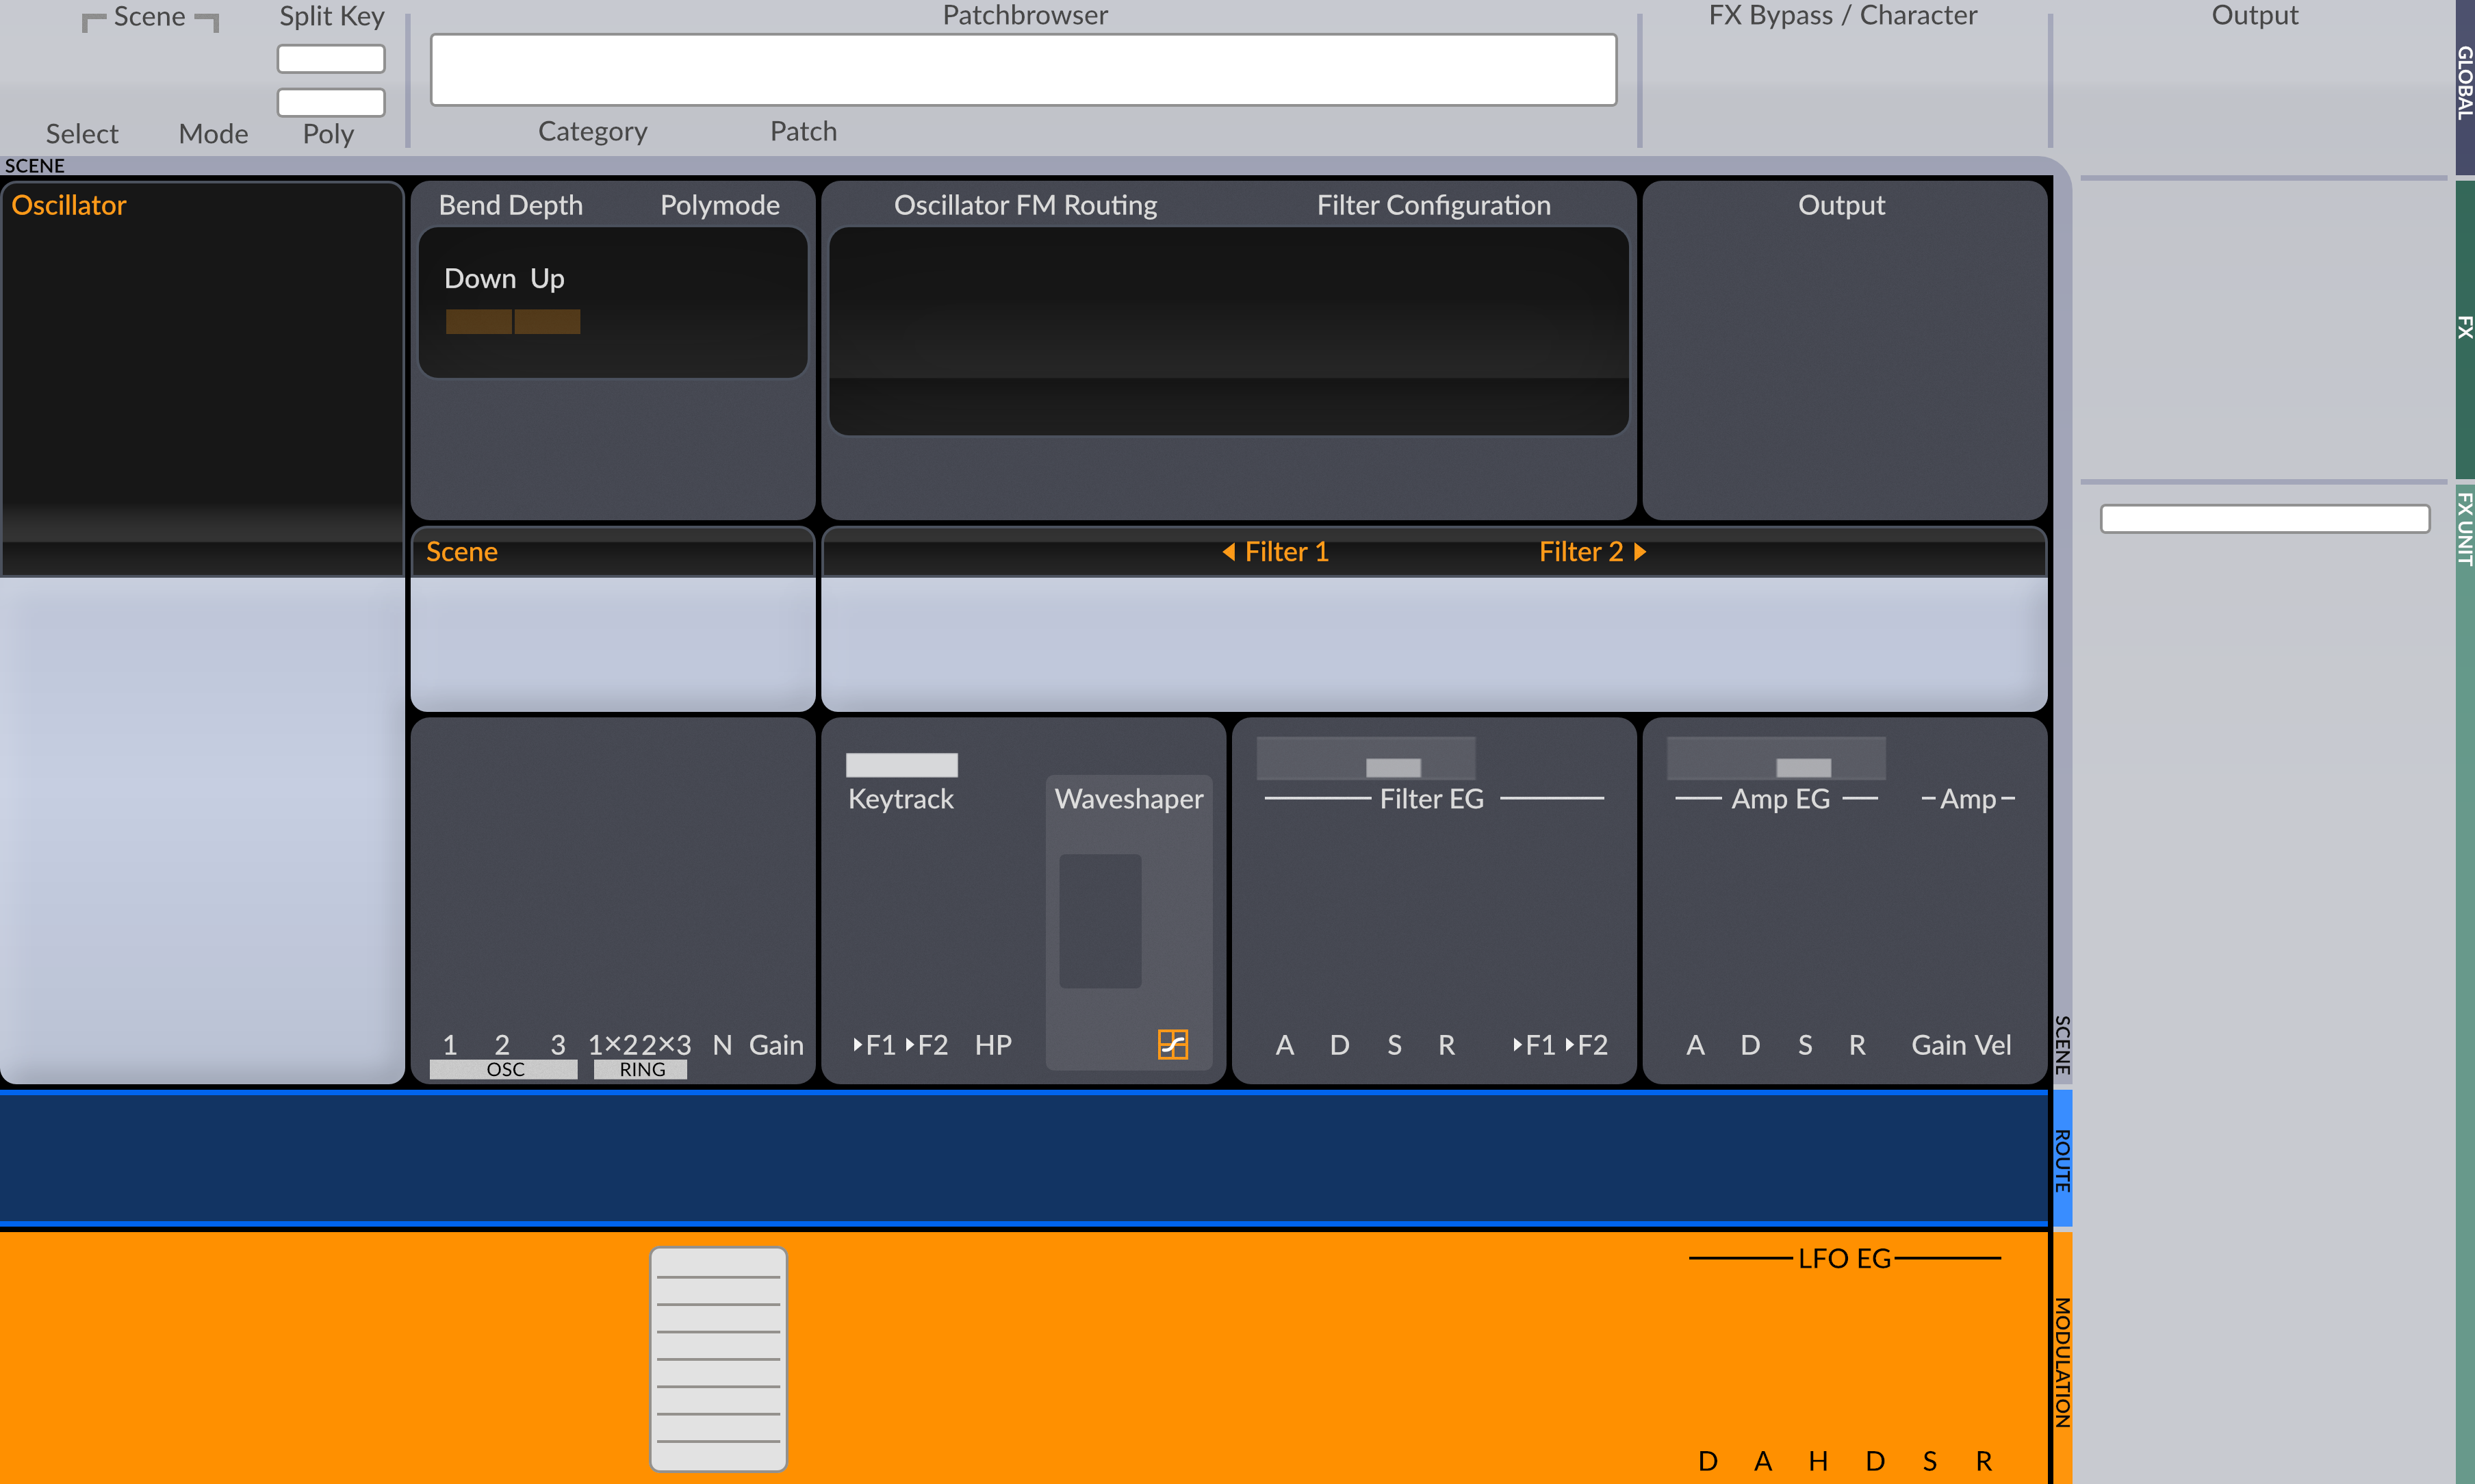 Scene
Split Key
Patchbrowser
FX Bypass / Character
Output
Select
Mode
Poly
Category
Patch
GLOBAL
SCENE
Oscillator
Bend Depth
Polymode
Oscillator FM Routing
Filter Configuration
Output
Down Up
FX
FX UNIT
Scene
Filter 1
Filter 2
Keytrack
Waveshaper
Filter EG
Amp EG
Amp
1 2 3 1×2 2×3 N Gain
OSC
RING
F1 F2 HP
A D S R F1 F2
A D S R Gain Vel
SCENE
ROUTE
LFO EG
MODULATION
D A H D S R